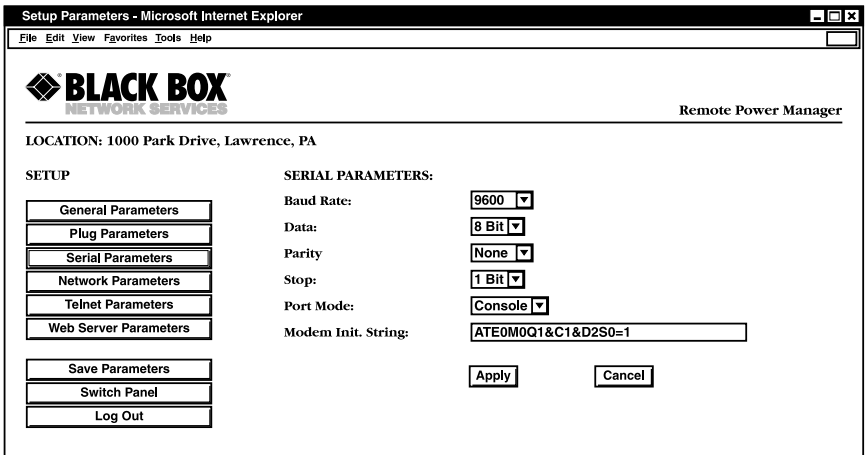 Setup Parameters - Microsoft Internet Explorer
File Edit View Favorites Tools Help
BLACK BOX®
NETWORK SERVICES
Remote Power Manager
LOCATION: 1000 Park Drive, Lawrence, PA
SETUP
General Parameters
Plug Parameters
Serial Parameters
Network Parameters
Telnet Parameters
Web Server Parameters
Save Parameters
Switch Panel
Log Out
SERIAL PARAMETERS:
Baud Rate: 9600
Data: 8 Bit
Parity None
Stop: 1 Bit
Port Mode: Console
Modem Init. String: ATE0M0Q1&C1&D2S0=1
Apply Cancel